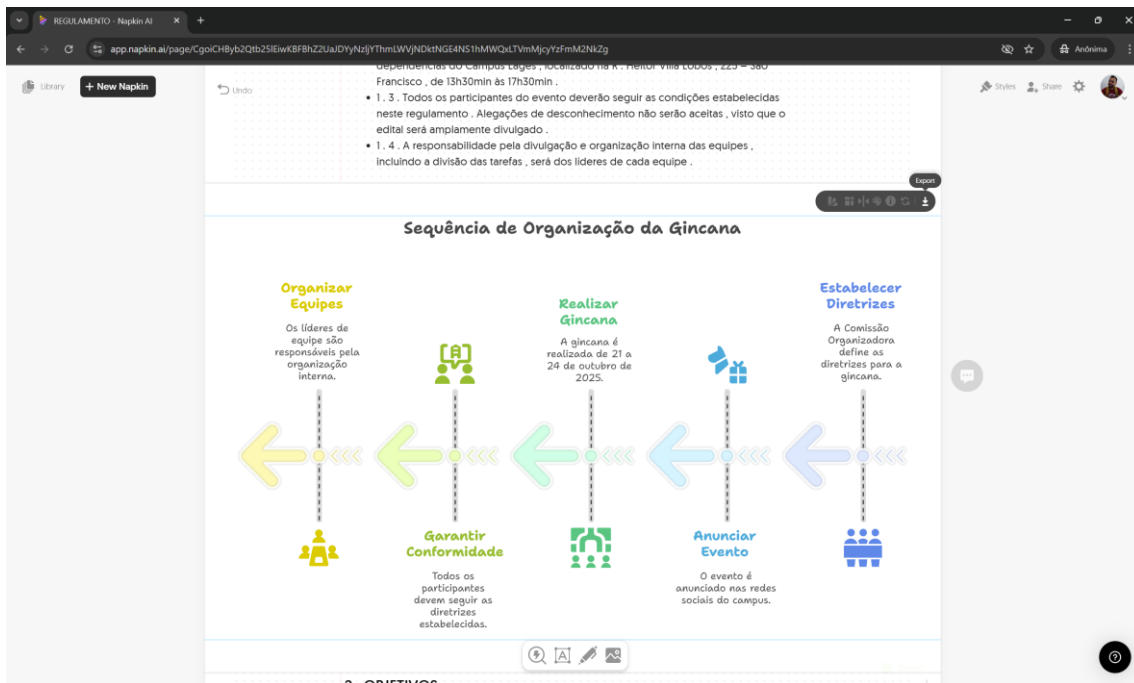 REGULAMENTO - Napkin AI
Anônima
Library
+ New Napkin
Undo
Styles
Share
dependências do Campus Lages , localizado na R . Heitor Villa Lobos , 225 – São
Francisco , de 13h30min às 17h30min .
• 1 . 3 . Todos os participantes do evento deverão seguir as condições estabelecidas
neste regulamento . Alegações de desconhecimento não serão aceitas , visto que o
edital será amplamente divulgado .
• 1 . 4 . A responsabilidade pela divulgação e organização interna das equipes ,
incluindo a divisão das tarefas , será dos líderes de cada equipe .
Export
Sequência de Organização da Gincana
Organizar
Equipes
Os líderes de
equipe são
responsáveis pela
organização
interna.
Realizar
Gincana
A gincana é
realizada de 21 a
24 de outubro de
2025.
Estabelecer
Diretrizes
A Comissão
Organizadora
define as
diretrizes para a
gincana.
Garantir
Conformidade
Todos os
participantes
devem seguir as
diretrizes
estabelecidas.
Anunciar
Evento
O evento é
anunciado nas redes
sociais do campus.
2 . OBJETIVOS